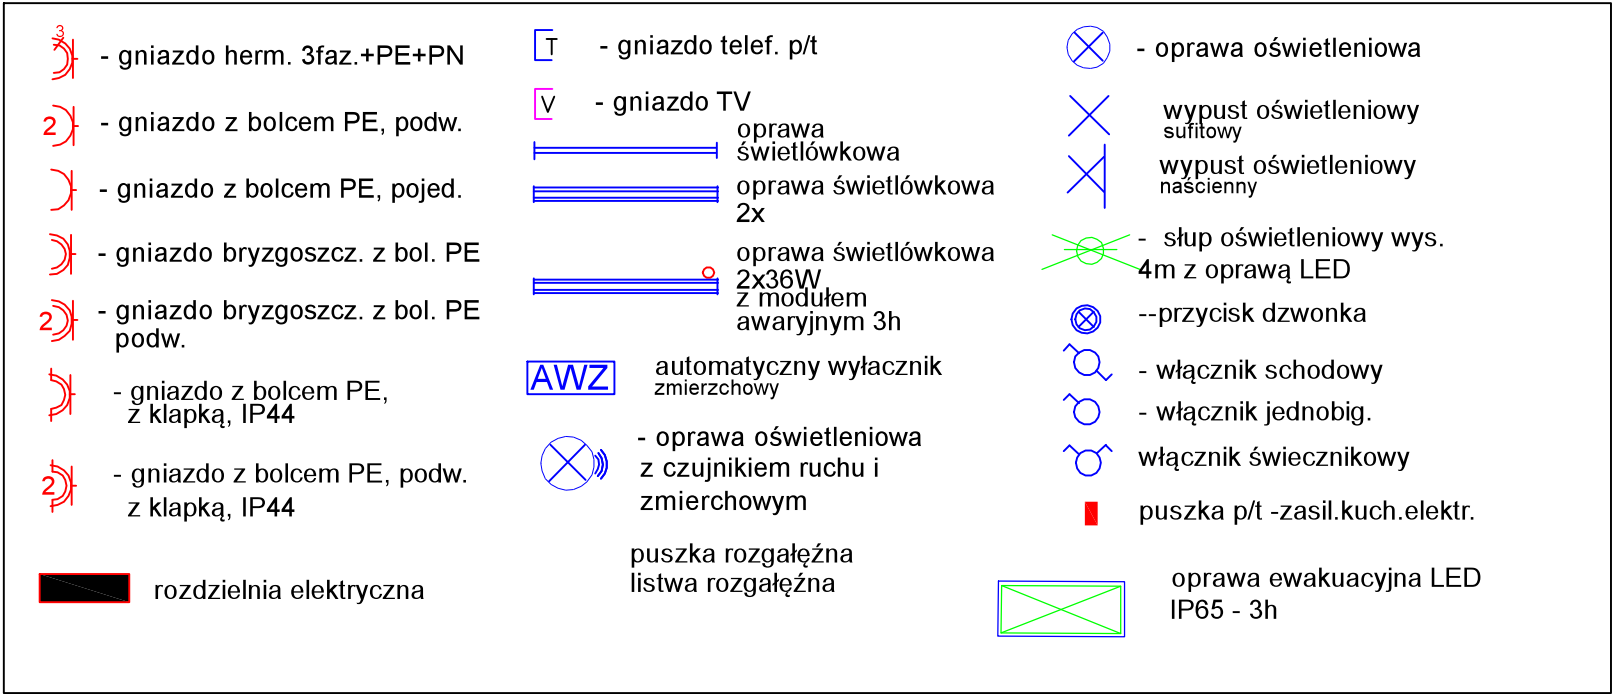 3
- gniazdo herm. 3faz.+PE+PN
2
- gniazdo z bolcem PE, podw.
- gniazdo z bolcem PE, pojed.
- gniazdo bryzgoszcz. z bol. PE
2
- gniazdo bryzgoszcz. z bol. PE
podw.
- gniazdo z bolcem PE,
z klapką, IP44
2
- gniazdo z bolcem PE, podw.
z klapką, IP44
rozdzielnia elektryczna
T
- gniazdo telef. p/t
V
- gniazdo TV
oprawa
świetlówkowa
oprawa świetlówkowa
2x
oprawa świetlówkowa
2x36W
z modułem
awaryjnym 3h
AWZ
automatyczny wyłacznik
zmierzchowy
- oprawa oświetleniowa
z czujnikiem ruchu i
zmierchowym
puszka rozgałęźna
listwa rozgałęźna
- oprawa oświetleniowa
wypust oświetleniowy
sufitowy
wypust oświetleniowy
naścienny
- słup oświetleniowy wys.
4m z oprawą LED
--przycisk dzwonka
- włącznik schodowy
- włącznik jednobig.
włącznik świecznikowy
puszka p/t -zasil.kuch.elektr.
oprawa ewakuacyjna LED
IP65 - 3h